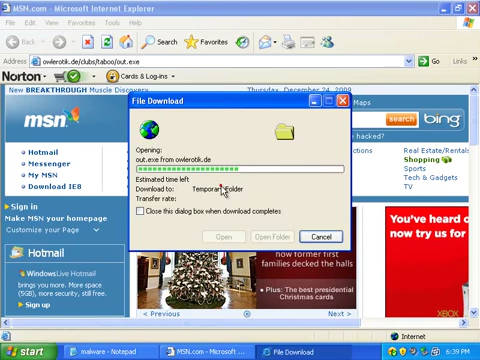 MSN.com - Microsoft Internet Explorer
File Edit View Favorites Tools Help
Back Search Favorites
Address owlerotik.de/clubs/taboo/out.exe Go Links
Norton Cards & Log-ins
New BREAKTHROUGH Muscle Discovery Thursday, December 24, 2009
File Download
Maps
msn
search bing
hacked?
Hotmail
Messenger
My MSN
Download IE8
Opening:
out.exe from owlerotik.de
Estimated time left
Download to: Temporary Folder
Transfer rate:
Close this dialog box when download completes
Open Open Folder Cancel
Real Estate/Rentals
Shopping
Sports
Tech & Gadgets
TV
Sign in
Make MSN your homepage
Customize your Page
Hotmail
Windows Live Hotmail
brings you more. More space
(5GB), more security, still free.
Sign up
how former first
families decked the halls
Plus: The best presidential
Christmas cards
Previous Next
You've heard o
now try us for
XBOX
Internet
start malware - Notepad MSN.com - Microsoft ... File Download 6:39 PM